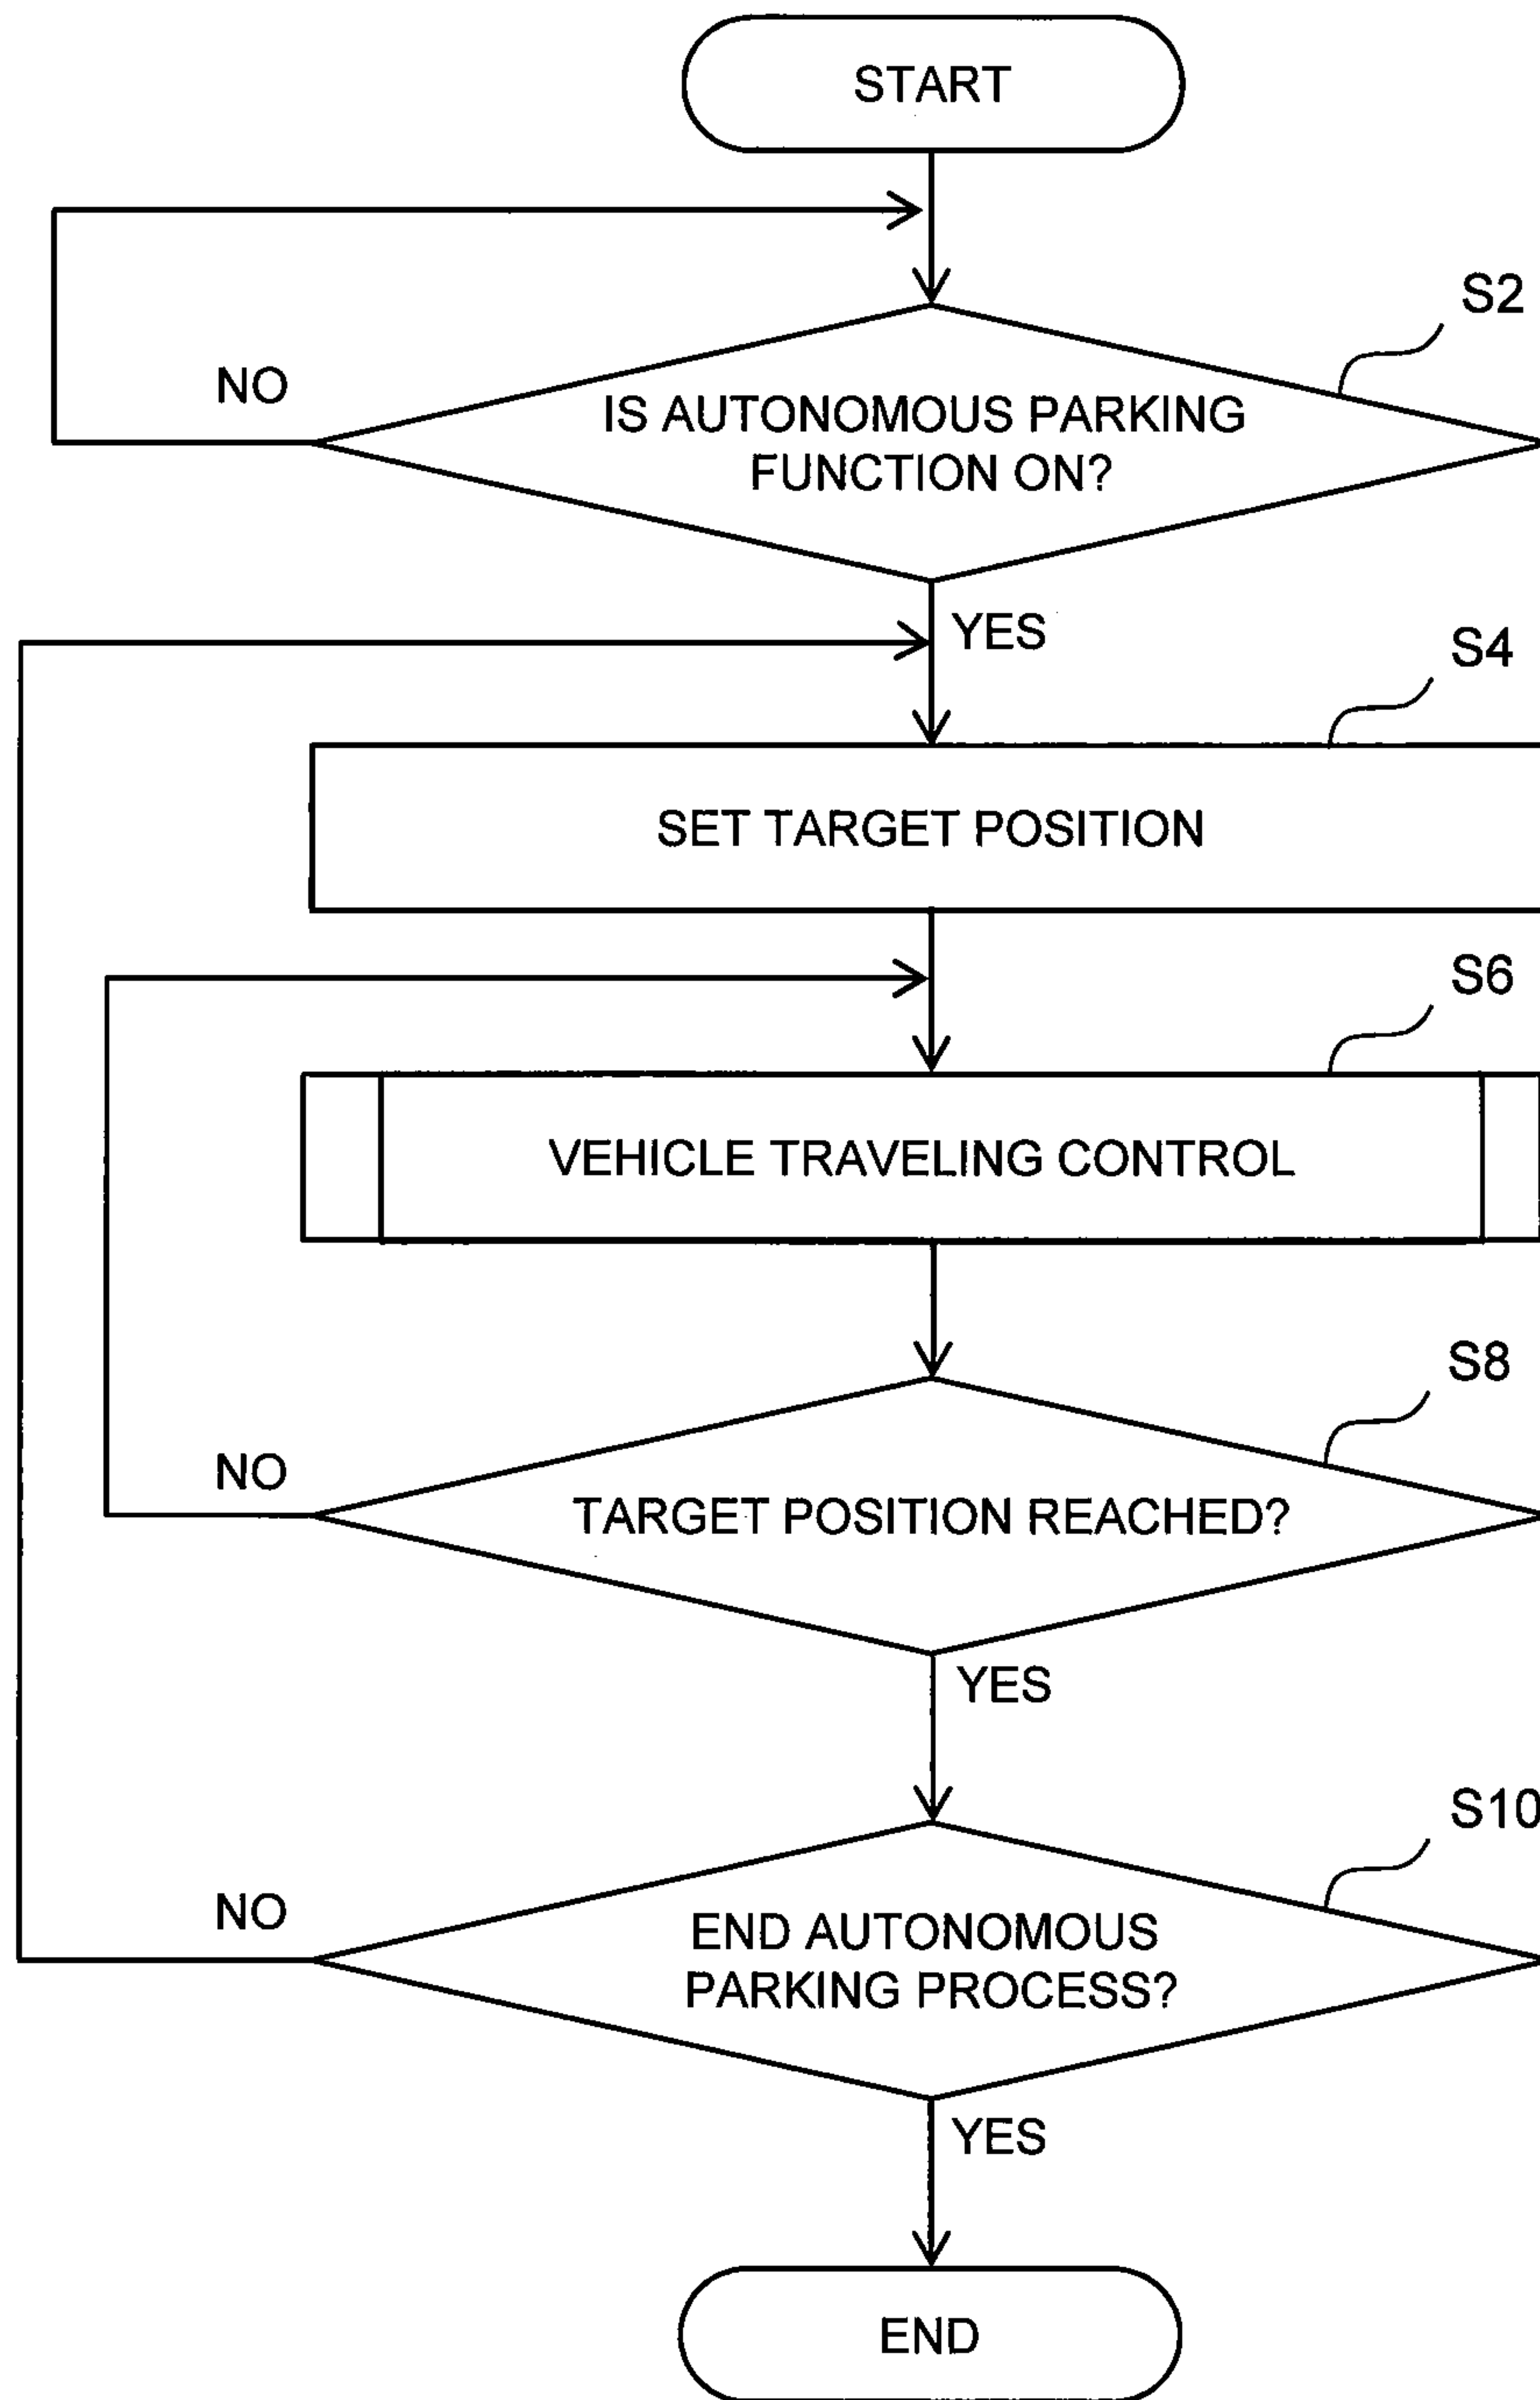 START
S2
NO
IS AUTONOMOUS PARKING
FUNCTION ON?
YES
S4
SET TARGET POSITION
S6
VEHICLE TRAVELING CONTROL
S8
NO
TARGET POSITION REACHED?
YES
S10
NO
END AUTONOMOUS
PARKING PROCESS?
YES
END